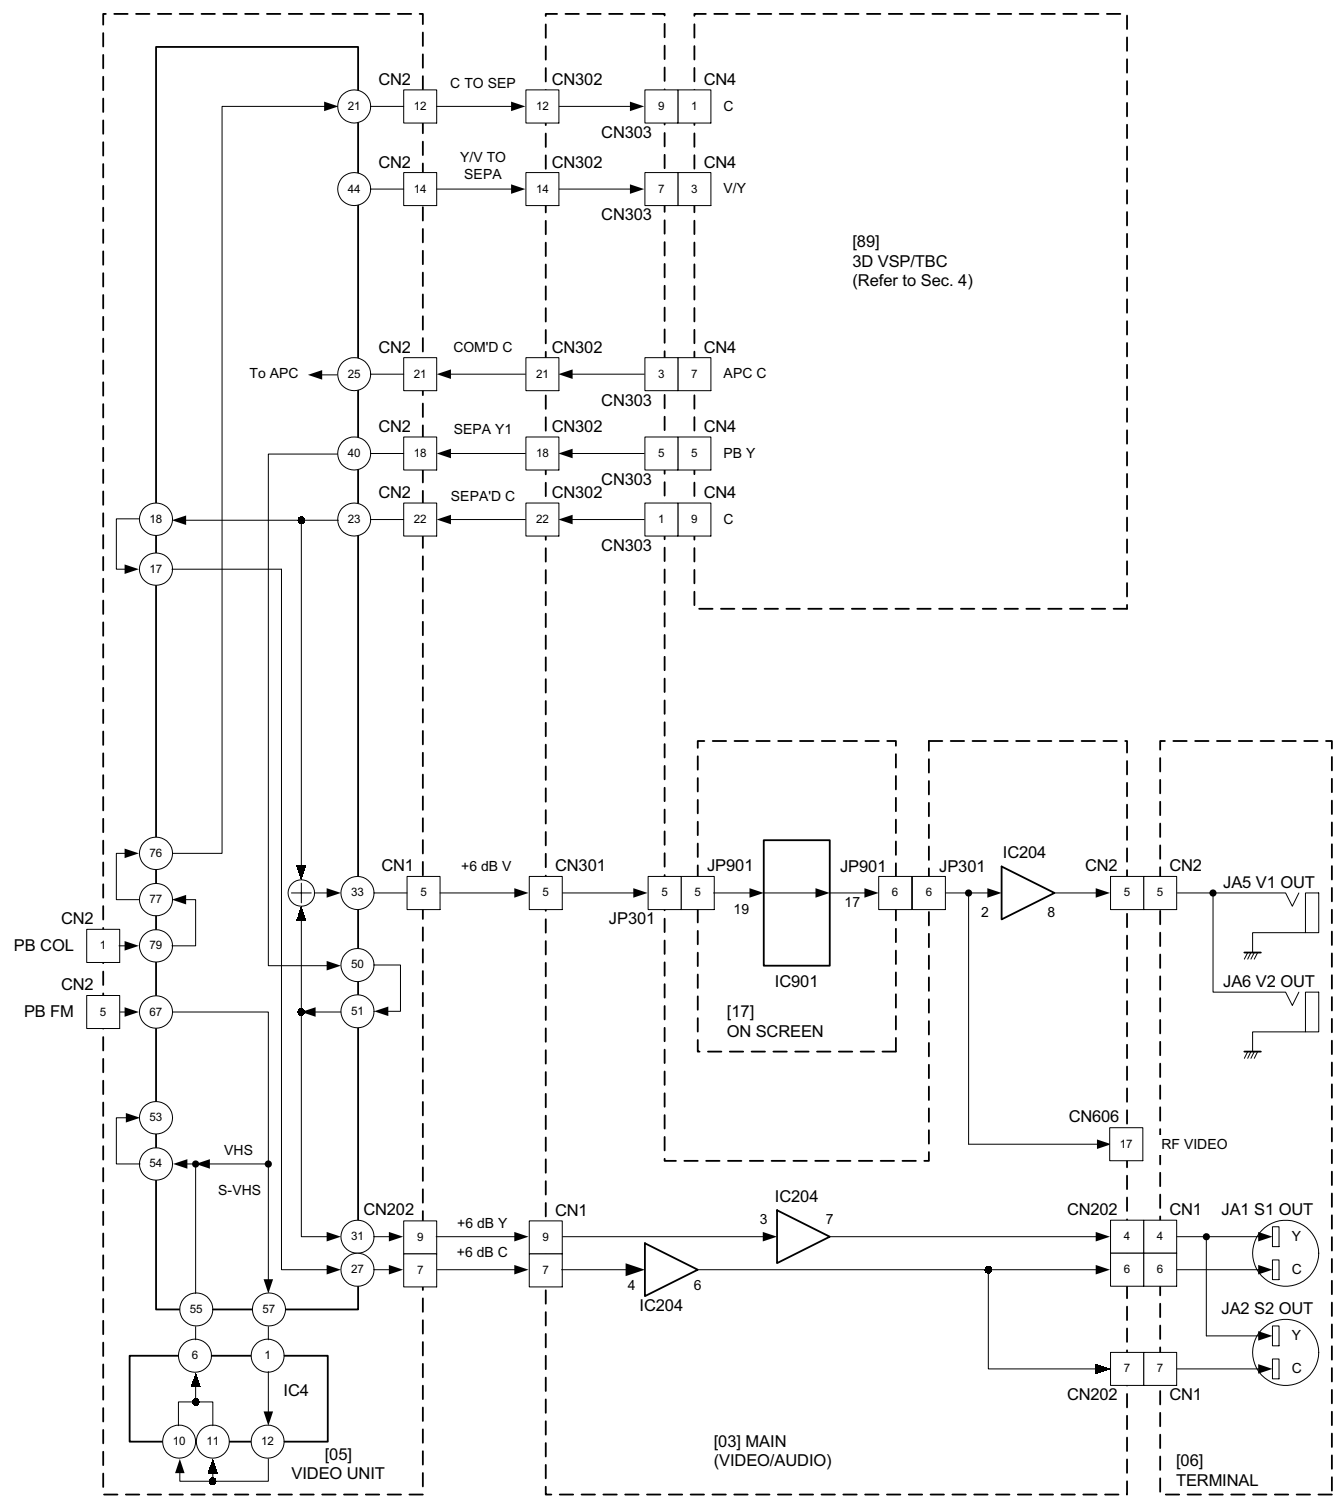 CN2 C TO SEP CN302 CN4
21 12 12 9 1 C
CN303
CN2 Y/V TO SEPA CN302 CN4
44 14 14 7 3 V/Y
CN303
[89]
3D VSP/TBC
(Refer to Sec. 4)
CN2 COM'D C CN302 CN4
To APC 25 21 21 3 7 APC C
CN303
CN2 SEPA Y1 CN302 CN4
40 18 18 5 5 PB Y
CN303
CN2 SEPA'D C CN302 CN4
18 23 22 22 1 9 C
CN303
17
76
CN1 +6 dB V CN301 JP901 JP901 JP301 IC204 CN2 CN2
77 33 5 5 5 5 6 6 5 5 JA5 V1 OUT
JP301 19 17 2 8
CN2
PB COL 1 79
50
IC901
JA6 V2 OUT
CN2
PB FM 5 67 51
[17]
ON SCREEN
53
CN606
17 RF VIDEO
54 VHS
S-VHS
CN202 +6 dB Y CN1 IC204 CN202 CN1 JA1 S1 OUT
31 9 9 3 7 4 4 Y
+6 dB C
27 7 7 4 6 6 6 C
IC204
55 57
JA2 S2 OUT
Y
6 1
7 7 C
CN202 CN1
IC4
10 11 12
[05]
VIDEO UNIT
[03] MAIN
(VIDEO/AUDIO)
[06]
TERMINAL